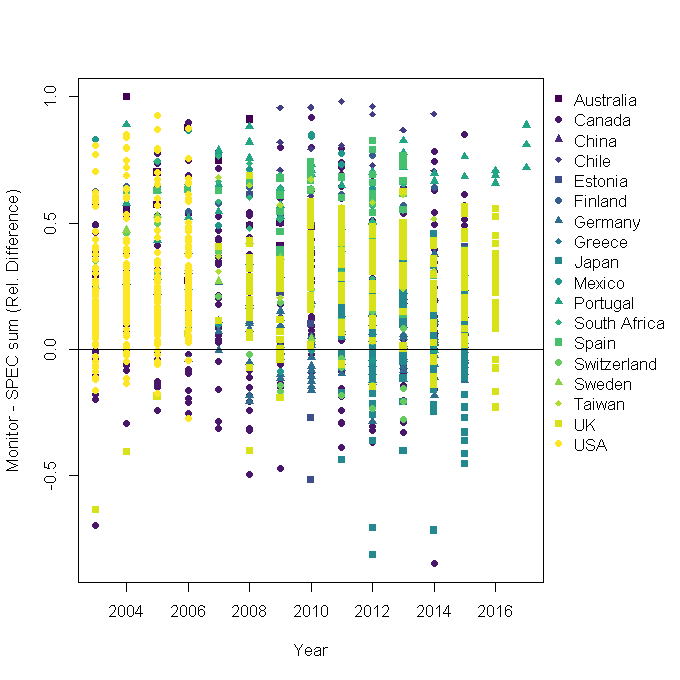 Monitor - SPEC sum (Rel. Difference)
1.0
0.5
0.0
-0.5
2004 2006 2008 2010 2012 2014 2016
Year
Australia
Canada
China
Chile
Estonia
Finland
Germany
Greece
Japan
Mexico
Portugal
South Africa
Spain
Switzerland
Sweden
Taiwan
UK
USA